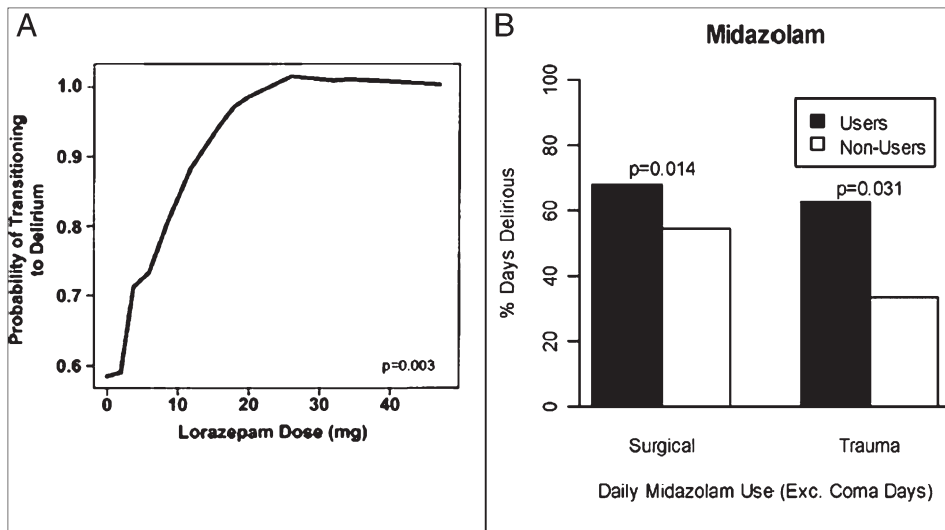 A
Probability of Transitioning
to Delirium
1.0
0.9
0.8
0.7
0.6
p=0.003
0
10
20
30
40
Lorazepam Dose (mg)
B
Midazolam
% Days Delirious
100
80
60
40
20
0
Users
Non-Users
p=0.014
p=0.031
Surgical
Trauma
Daily Midazolam Use (Exc. Coma Days)